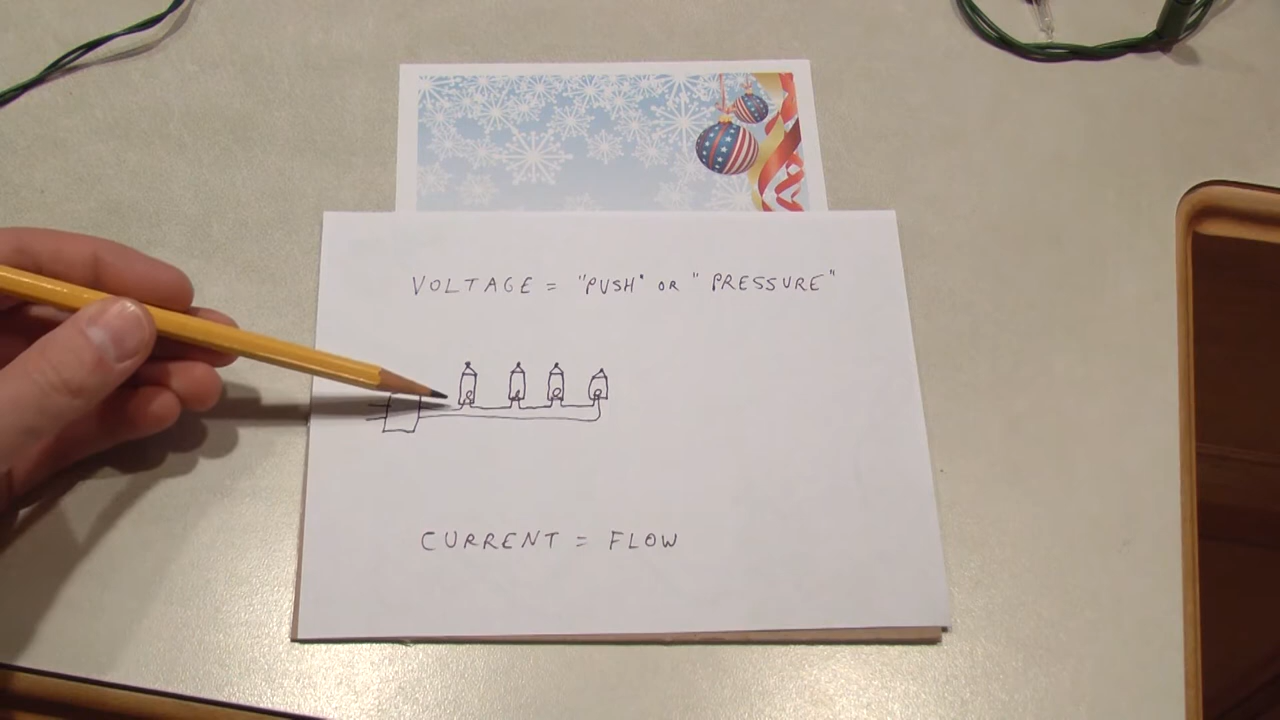 VOLTAGE = "PUSH" OR "PRESSURE"
CURRENT = FLOW